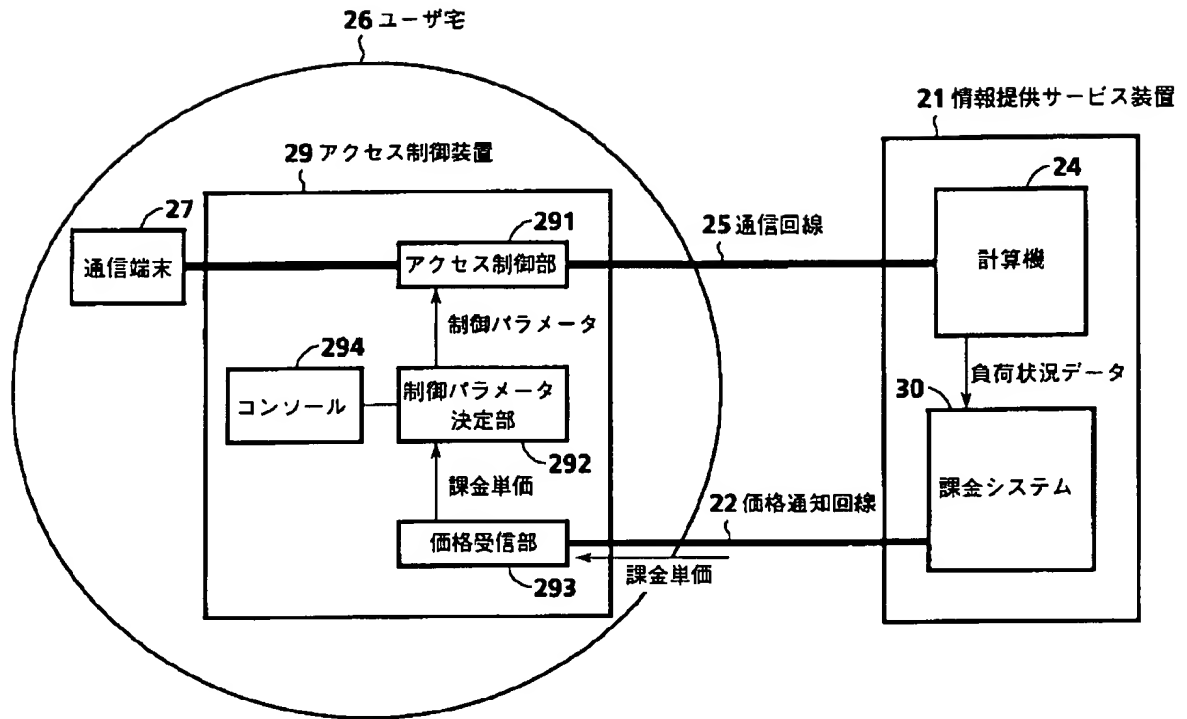 26 ユーザ宅
21 情報提供サービス装置
29 アクセス制御装置
24
27
291
25 通信回線
通信端末
アクセス制御部
計算機
制御パラメータ
294
負荷状況データ
30
コンソール
制御パラメータ
決定部
292
課金単価
課金システム
22 価格通知回線
価格受信部
課金単価
293